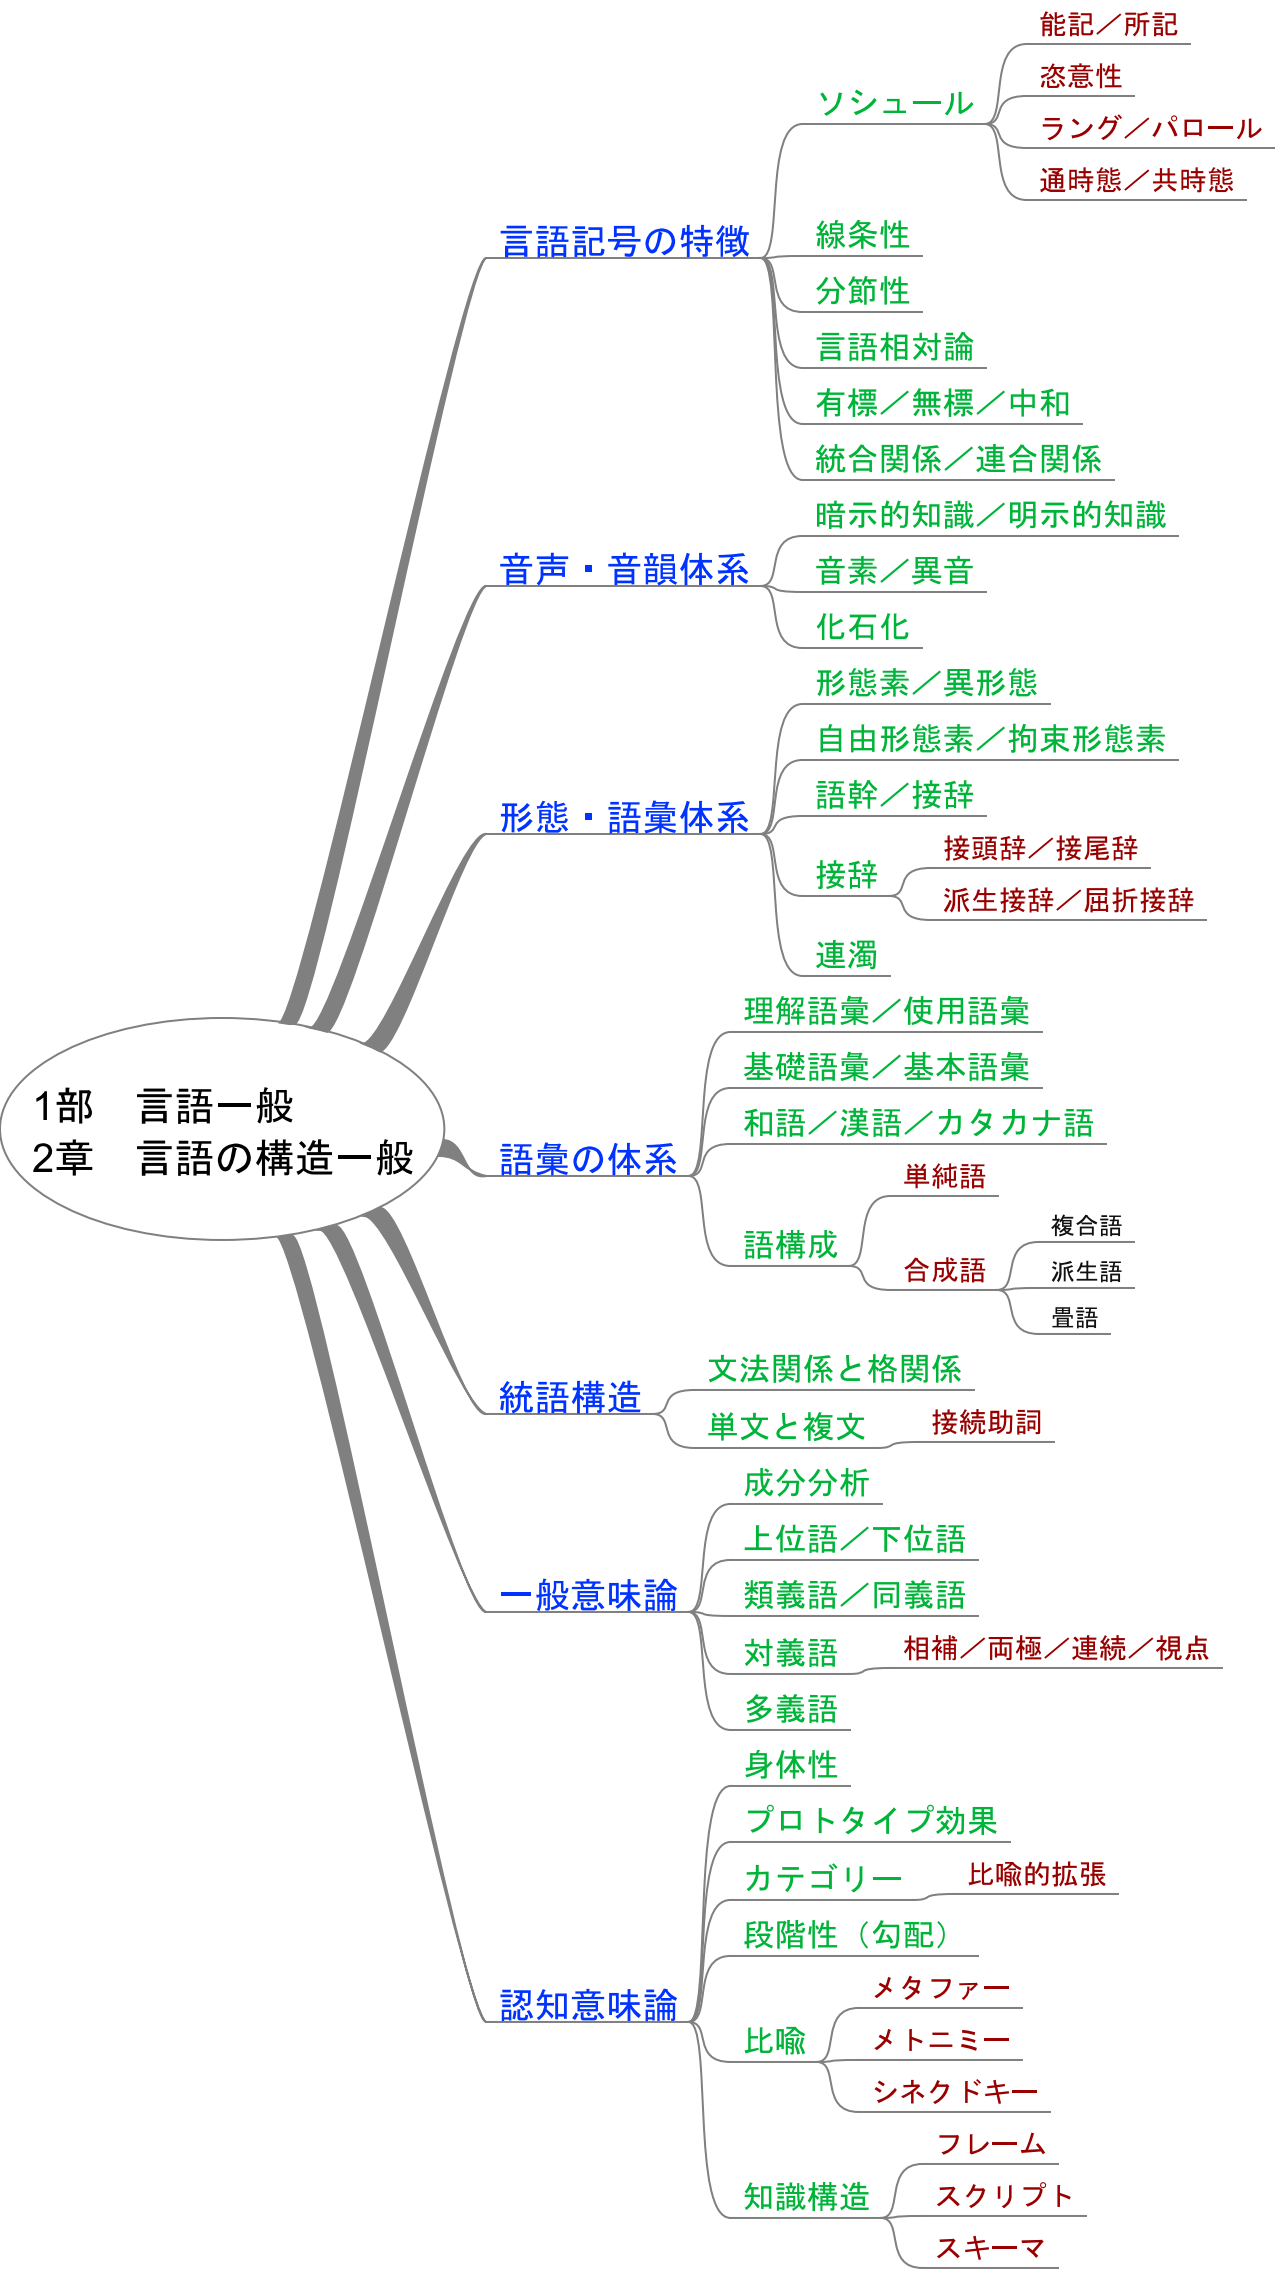 1部　言語一般
2章　言語の構造一般
言語記号の特徴
ソシュール
能記／所記
恣意性
ラング／パロール
通時態／共時態
線条性
分節性
言語相対論
有標／無標／中和
統合関係／連合関係
音声・音韻体系
暗示的知識／明示的知識
音素／異音
化石化
形態・語彙体系
形態素／異形態
自由形態素／拘束形態素
語幹／接辞
接辞
接頭辞／接尾辞
派生接辞／屈折接辞
連濁
語彙の体系
理解語彙／使用語彙
基礎語彙／基本語彙
和語／漢語／カタカナ語
語構成
単純語
合成語
複合語
派生語
畳語
統語構造
文法関係と格関係
単文と複文
接続助詞
一般意味論
成分分析
上位語／下位語
類義語／同義語
対義語
相補／両極／連続／視点
多義語
認知意味論
身体性
プロトタイプ効果
カテゴリー
比喩的拡張
段階性（勾配）
比喩
メタファー
メトニミー
シネクドキー
知識構造
フレーム
スクリプト
スキーマ